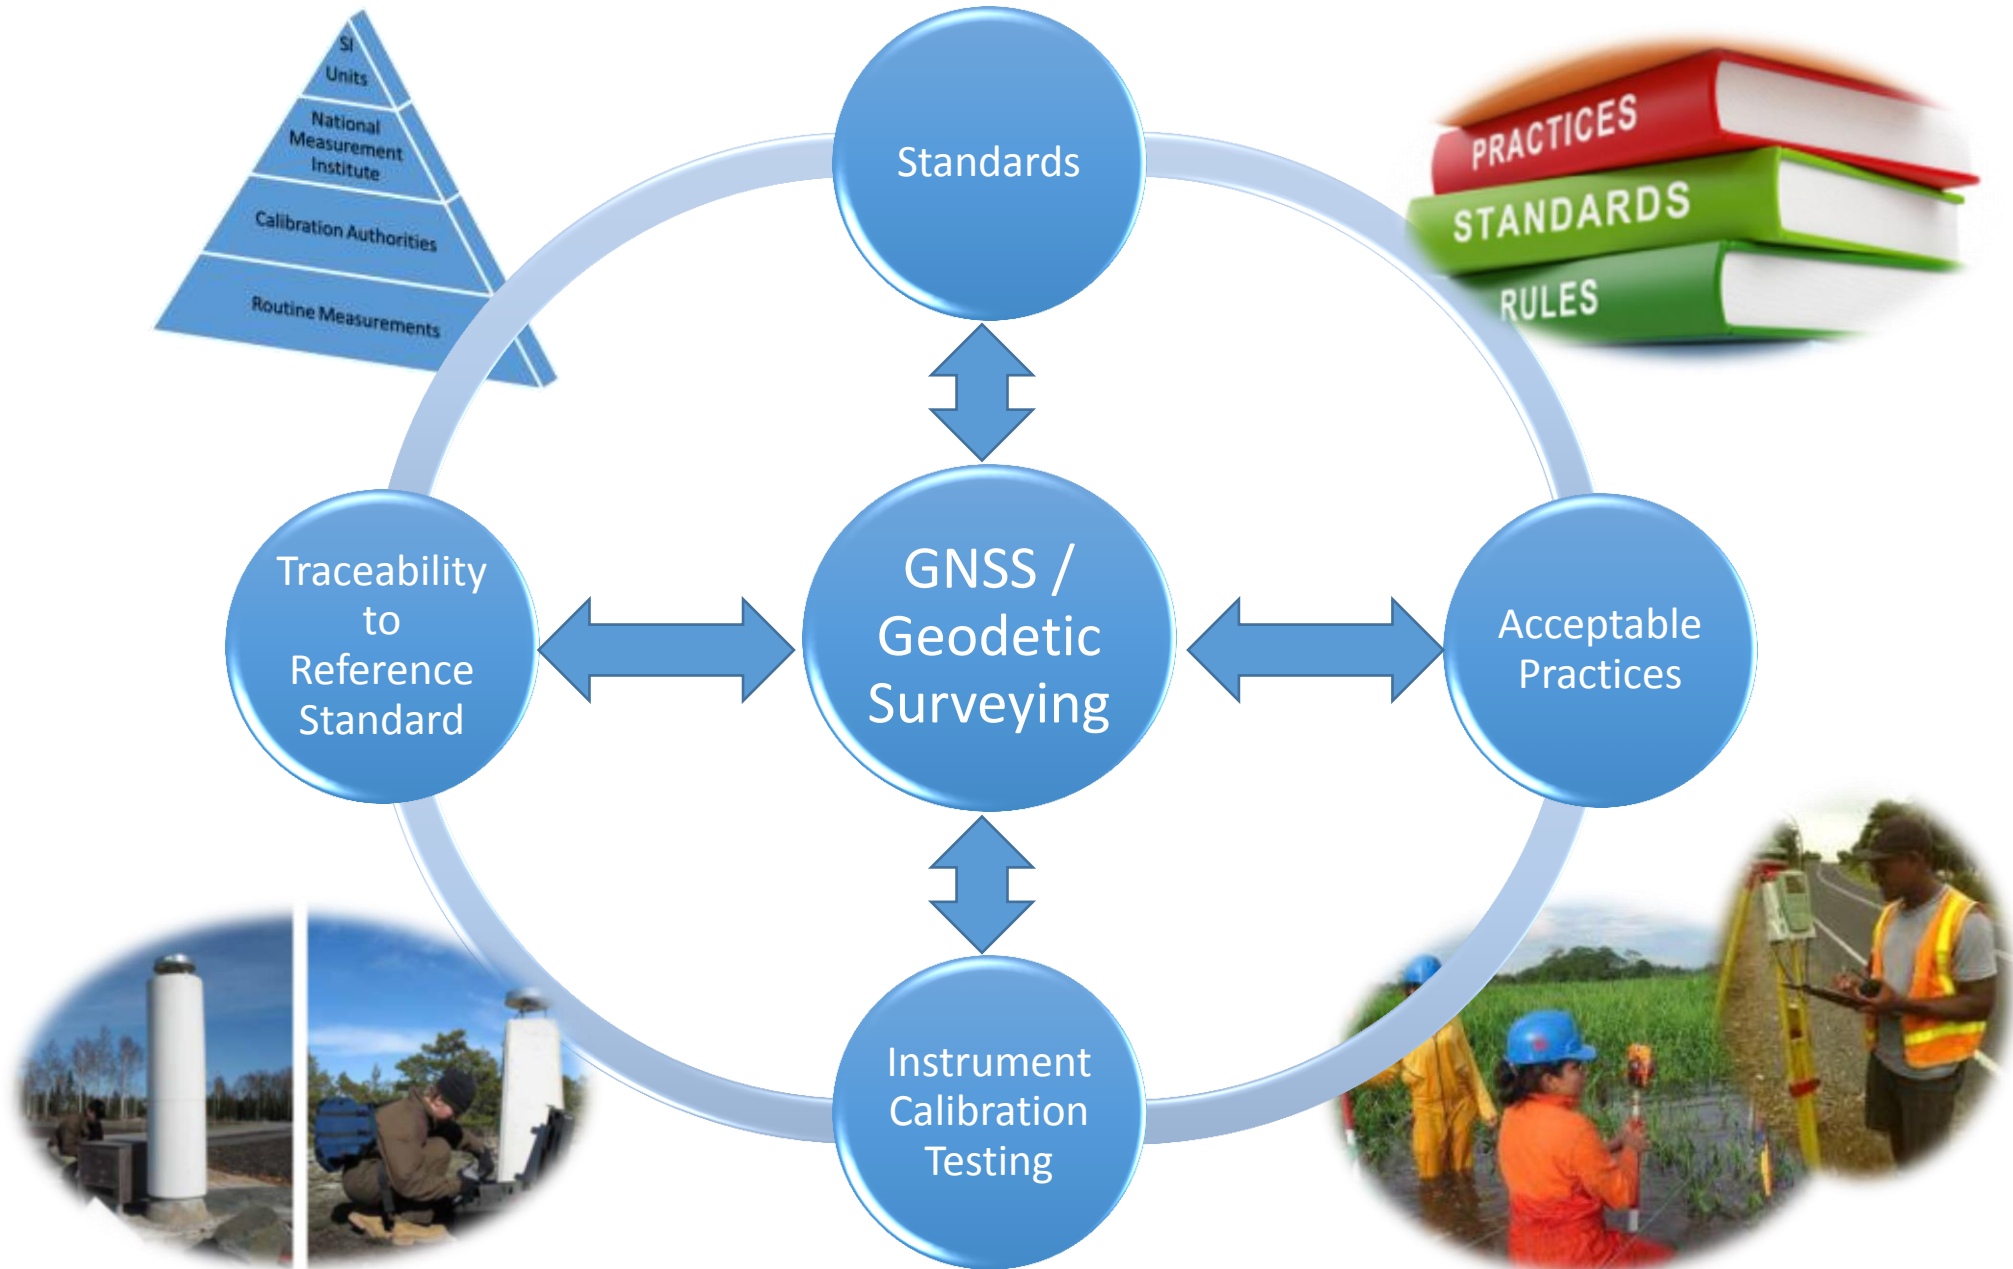 SI
Units
National
Measurement
Institute
Calibration Authorities
Routine Measurements
Standards
PRACTICES
STANDARDS
RULES
Traceability
to
Reference
Standard
GNSS /
Geodetic
Surveying
Acceptable
Practices
Instrument
Calibration
Testing